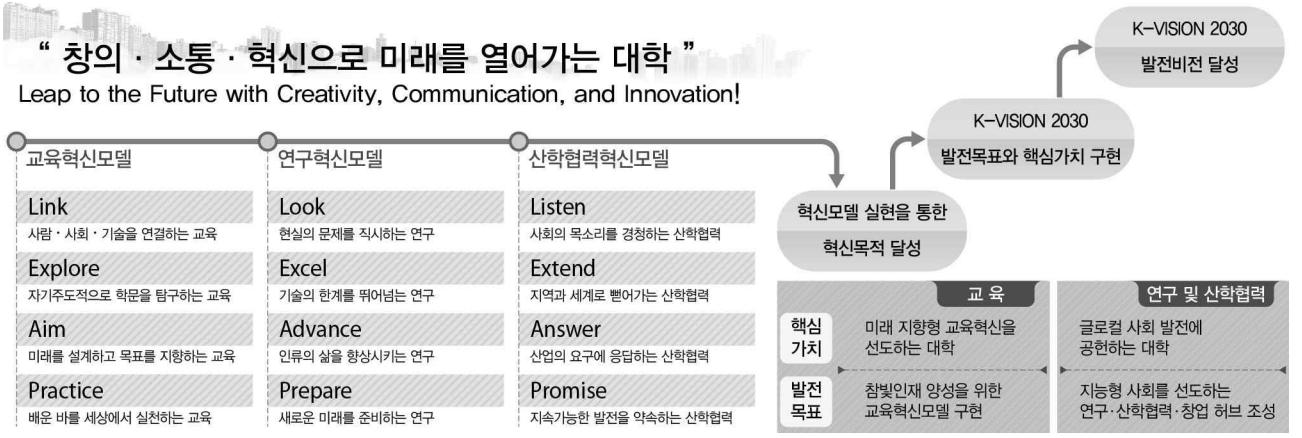 “ 창의 · 소통 · 혁신으로 미래를 열어가는 대학 ”
Leap to the Future with Creativity, Communication, and Innovation!
교육혁신모델
Link
사람 · 사회 · 기술을 연결하는 교육
Explore
자기주도적으로 학문을 탐구하는 교육
Aim
미래를 설계하고 목표를 지향하는 교육
Practice
배운 바를 세상에서 실천하는 교육
연구혁신모델
Look
현실의 문제를 직시하는 연구
Excel
기술의 한계를 뛰어넘는 연구
Advance
인류의 삶을 향상시키는 연구
Prepare
새로운 미래를 준비하는 연구
산학협력혁신모델
Listen
사회의 목소리를 경청하는 산학협력
Extend
지역과 세계로 뻗어가는 산학협력
Answer
산업의 요구에 응답하는 산학협력
Promise
지속가능한 발전을 약속하는 산학협력
혁신모델 실현을 통한
혁신목적 달성
K-VISION 2030
발전목표와 핵심가치 구현
K-VISION 2030
발전비전 달성
교 육
연구 및 산학협력
핵심
가치
미래 지향형 교육혁신을
선도하는 대학
글로컬 사회 발전에
공헌하는 대학
발전
목표
참빛인재 양성을 위한
교육혁신모델 구현
지능형 사회를 선도하는
연구·산학협력·창업 허브 조성